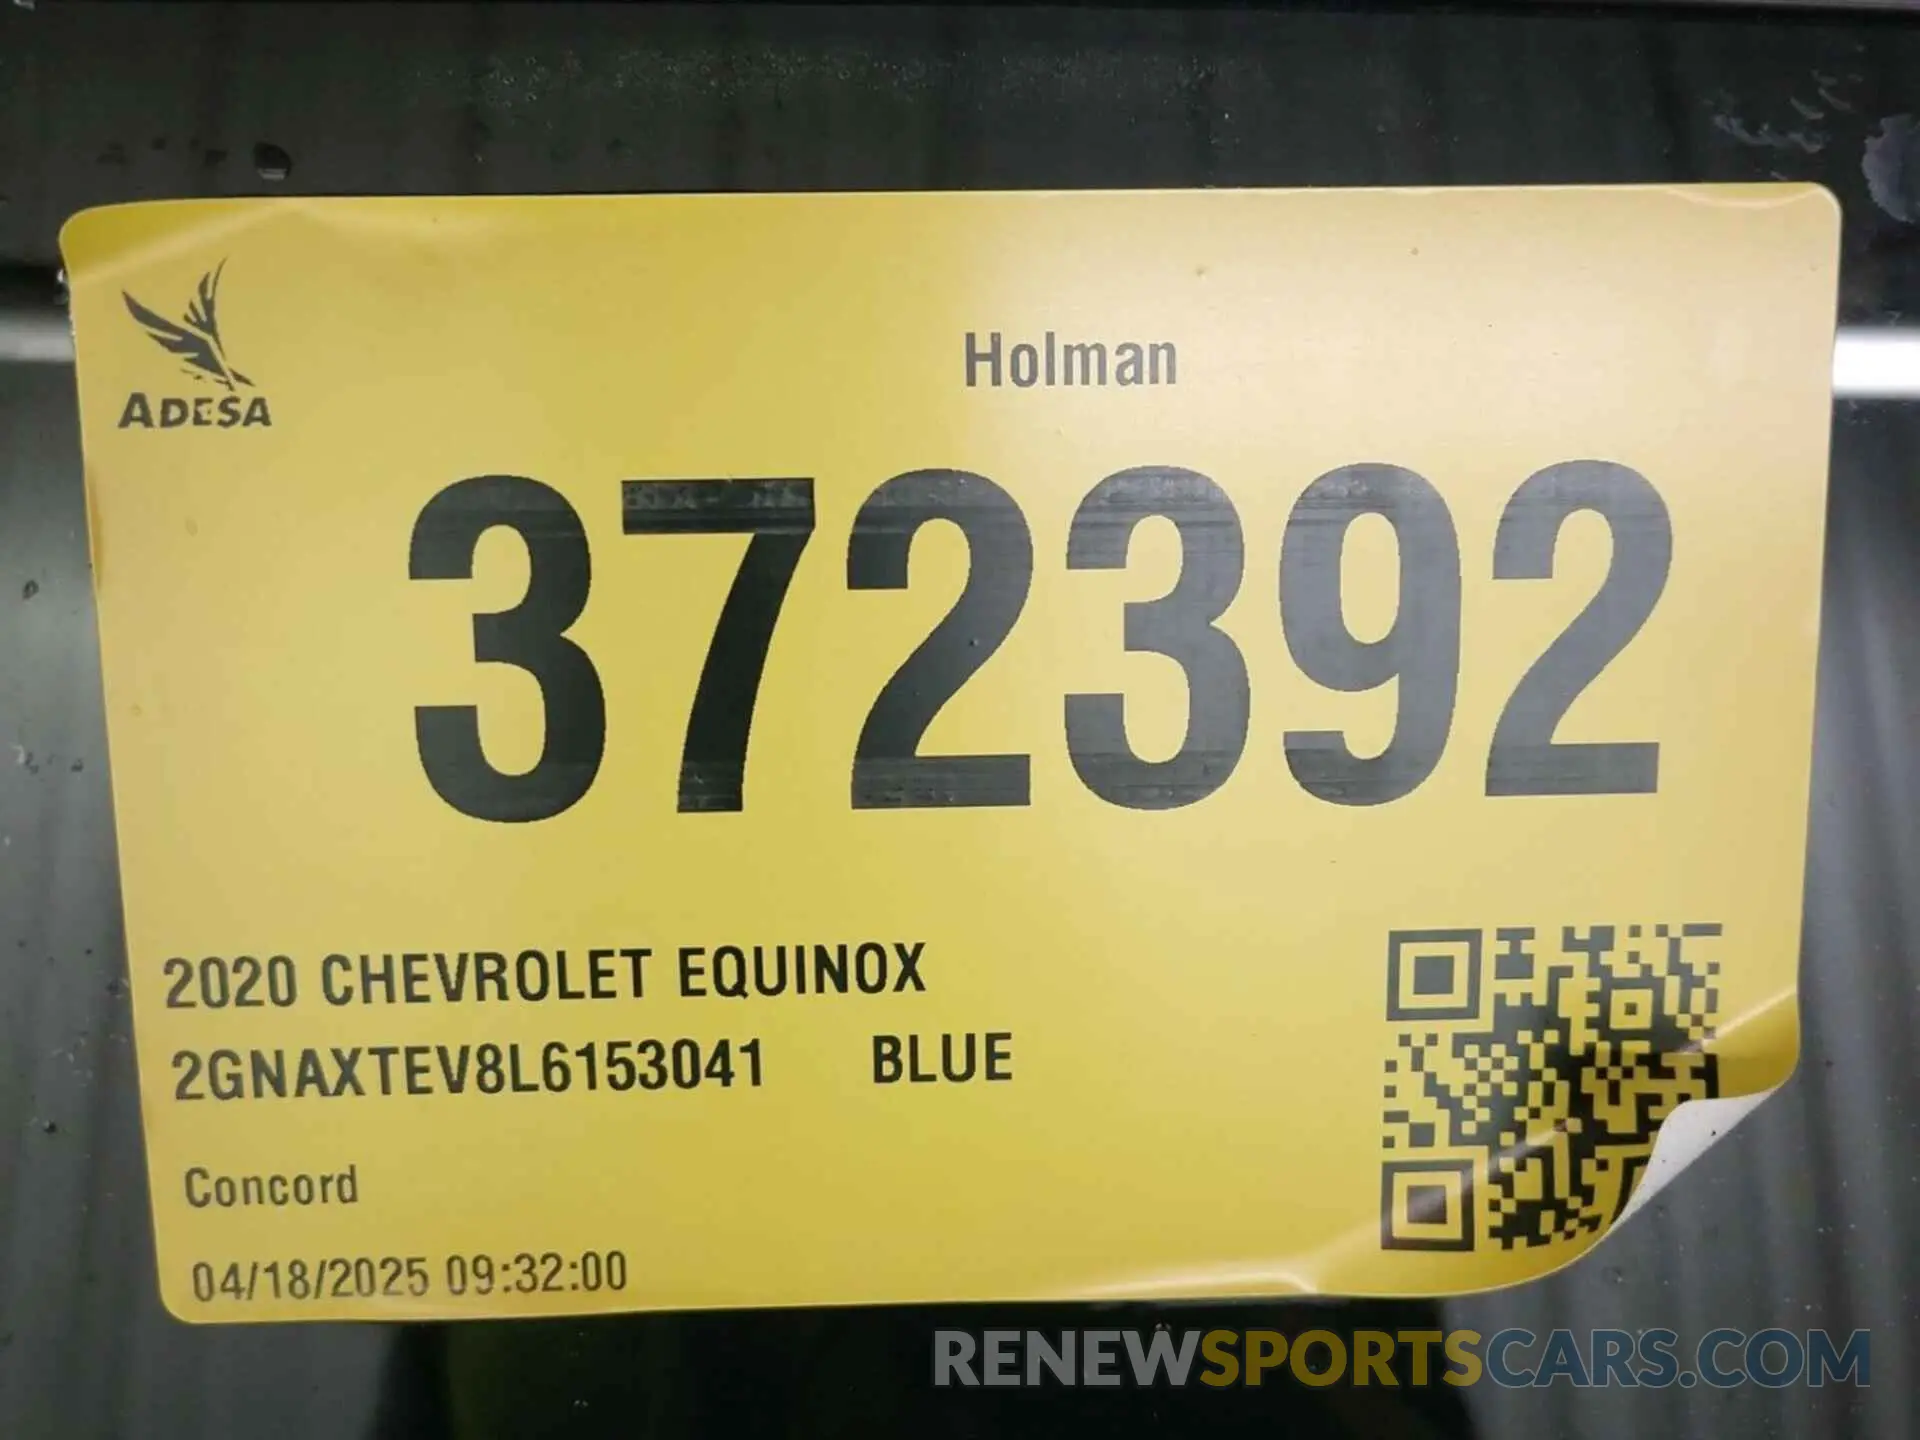 ADESA
Holman
372392
2020 CHEVROLET EQUINOX
2GNAXTEV8L6153041 BLUE
Concord
04/18/2025 09:32:00
RENEWSPORTSCARS.COM